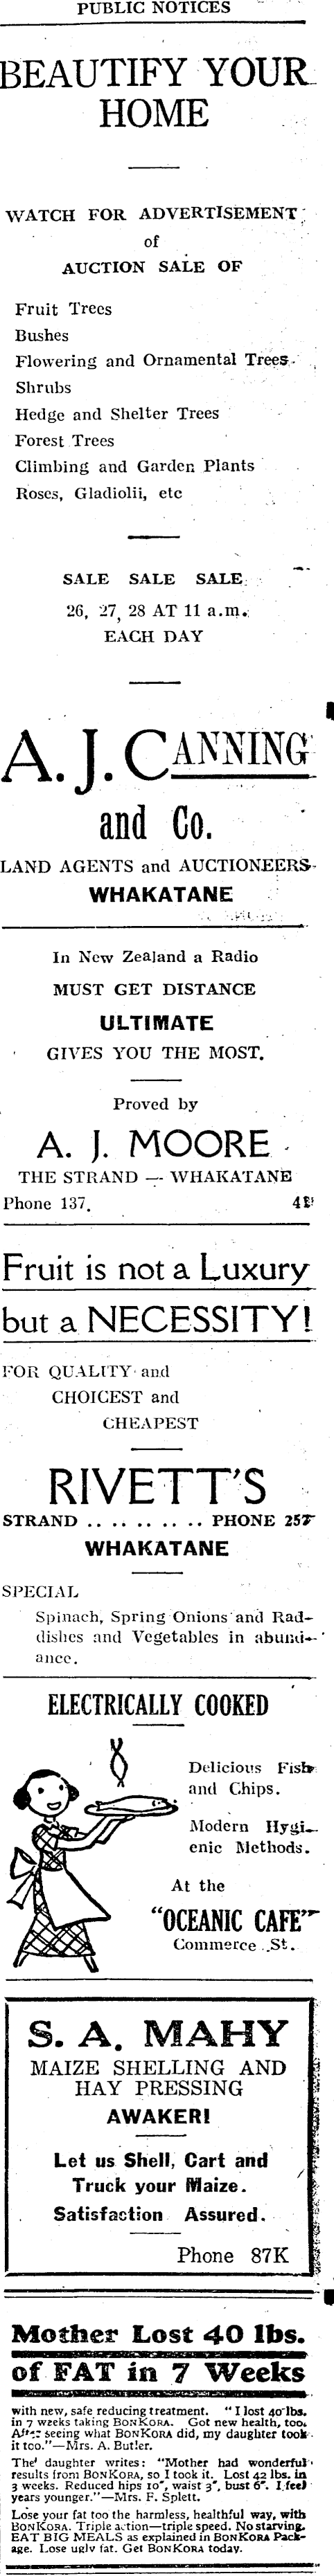 PUBLIC NOTICES
BEAUTIFY YOUR
HOME
WATCH FOR ADVERTISEMENT
of
AUCTION SALE OF
Fruit Trees
Bushes
Flowering and Ornamental Trees
Shrubs
Hedge and Shelter Trees
Forest Trees
Climbing and Garden Plants
Roses, Gladiolii, etc
SALE SALE SALE
26, 27, 28 AT 11 a.m.
EACH DAY
A. J. CANNING
and Co.
LAND AGENTS and AUCTIONEERS
WHAKATANE
In New Zealand a Radio
MUST GET DISTANCE
ULTIMATE
GIVES YOU THE MOST.
Proved by
A. J. MOORE
THE STRAND — WHAKATANE
Phone 137.
Fruit is not a Luxury
but a NECESSITY!
FOR QUALITY and
CHOICEST and
CHEAPEST
RIVETT'S
STRAND .. .. .. .. .. .. PHONE 257
WHAKATANE
SPECIAL
Spinach, Spring Onions and Rad-
dishes and Vegetables in abund-
ance.
ELECTRICALLY COOKED
Delicious Fish
and Chips.
Modern Hygi-
enic Methods.
At the
"OCEANIC CAFE"
Commerce St.
S. A. MAHY
MAIZE SHELLING AND
HAY PRESSING
AWAKERI
Let us Shell, Cart and
Truck your Maize.
Satisfaction Assured.
Phone 87K
Mother Lost 40 lbs.
of FAT in 7 Weeks
with new, safe reducing treatment. "I lost 40 lbs.
in 7 weeks taking BONKORA. Got new health, too.
After seeing what BONKORA did, my daughter took
it too."—Mrs. A. Butler.
The daughter writes: "Mother had wonderful
results from BONKORA, so I took it. Lost 42 lbs. in
3 weeks. Reduced hips 10", waist 3", bust 6". I feel
years younger."—Mrs. F. Splett.
Lose your fat too the harmless, healthful way, with
BONKORA. Triple action—triple speed. No starving.
EAT BIG MEALS as explained in BONKORA Pack-
age. Lose ugly fat. Get BONKORA today.